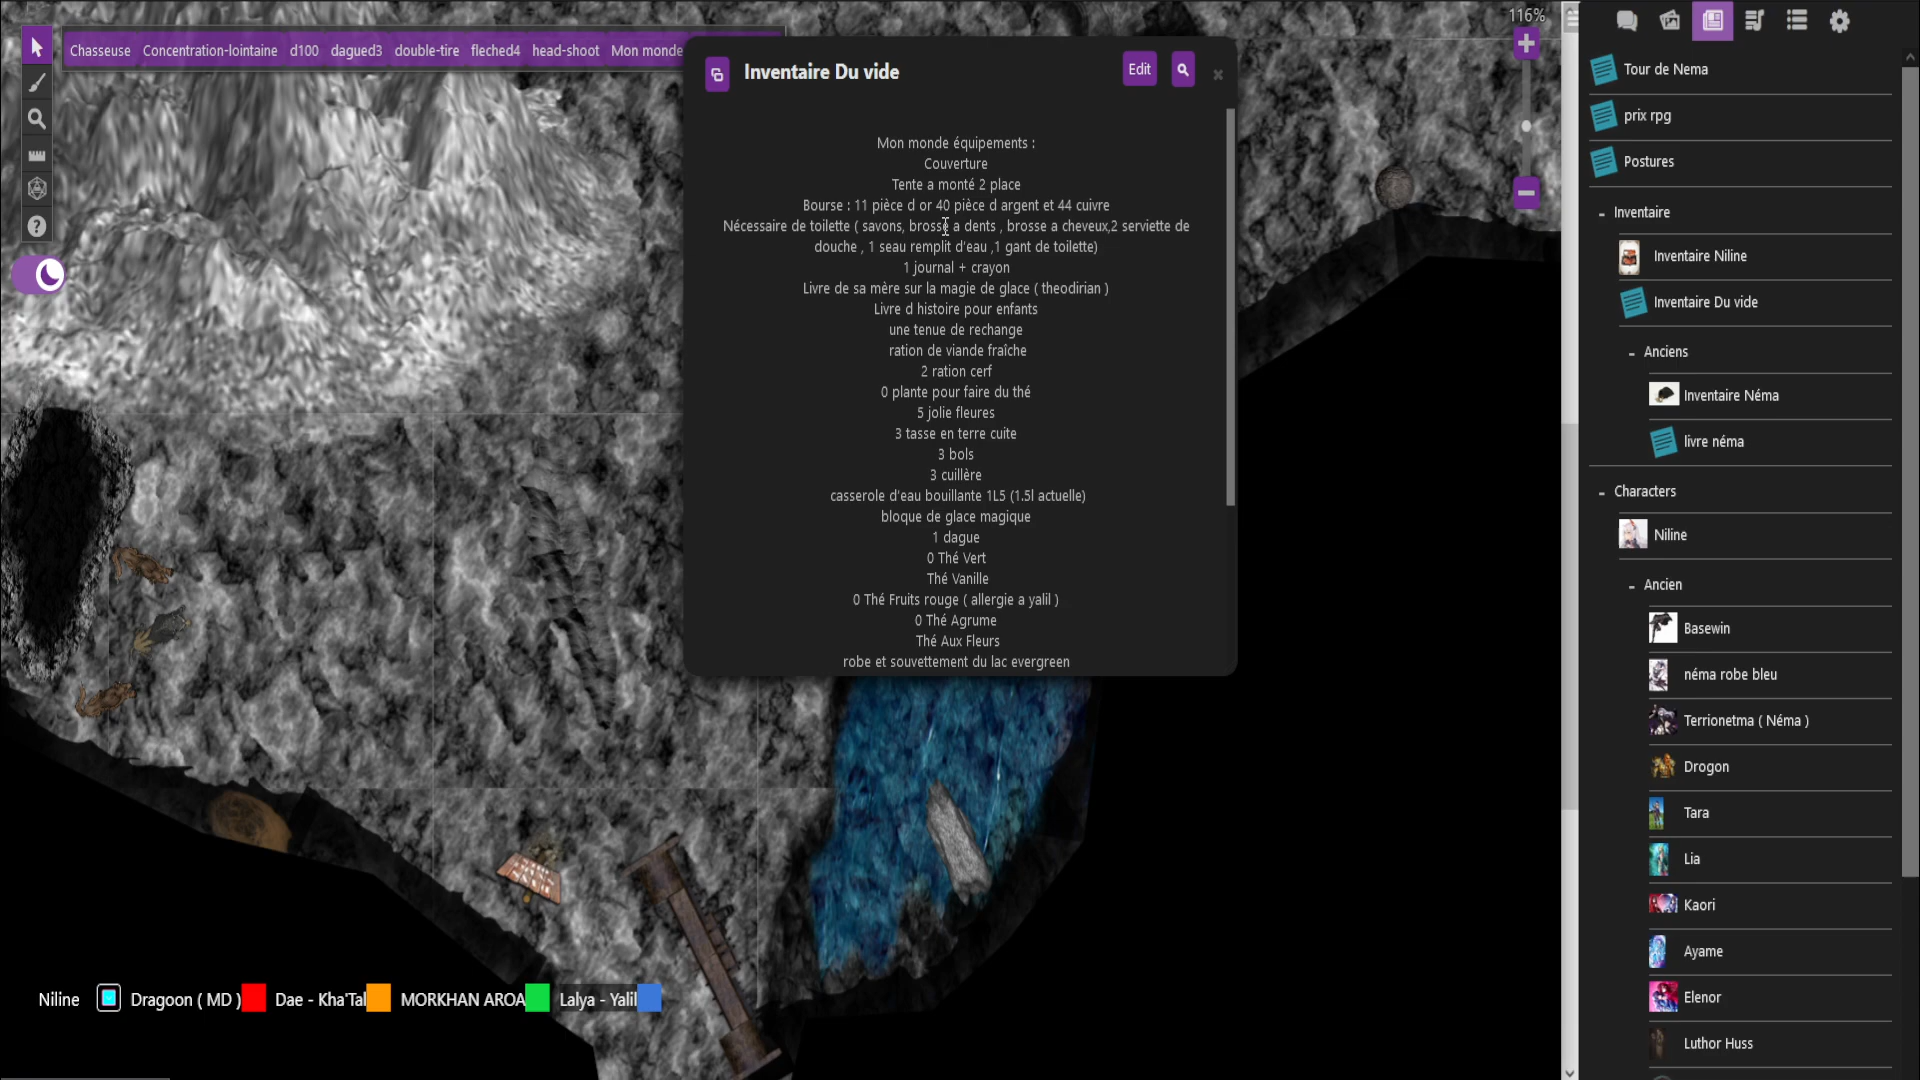 116%
Chasseuse Concentration-lointaine d100 dagued3 double-tire fleched4 head-shoot Mon monde
Inventaire Du vide
Edit
Mon monde équipements :
Couverture
Tente a monté 2 place
Bourse : 11 pièce d or 40 pièce d argent et 44 cuivre
Nécessaire de toilette ( savons, brosse a dents , brosse a cheveux,2 serviette de
douche , 1 seau remplit d'eau ,1 gant de toilette)
1 journal + crayon
Livre de sa mère sur la magie de glace ( theodirian )
Livre d histoire pour enfants
une tenue de rechange
ration de viande fraîche
2 ration cerf
0 plante pour faire du thé
5 jolie fleures
3 tasse en terre cuite
3 bols
3 cuillère
casserole d'eau bouillante 1L5 (1.5l actuelle)
bloque de glace magique
1 dague
0 Thé Vert
Thé Vanille
0 Thé Fruits rouge ( allergie a yalil )
0 Thé Agrume
Thé Aux Fleurs
robe et souvettement du lac evergreen
Tour de Nema
prix rpg
Postures
Inventaire
Inventaire Niline
Inventaire Du vide
Anciens
Inventaire Néma
livre néma
Characters
Niline
Ancien
Basewin
néma robe bleu
Terrionetma ( Néma )
Drogon
Tara
Lia
Kaori
Ayame
Elenor
Luthor Huss
Niline Dragoon ( MD ) Dae - Kha'Tal MORKHAN AROA Lalya - Yalil